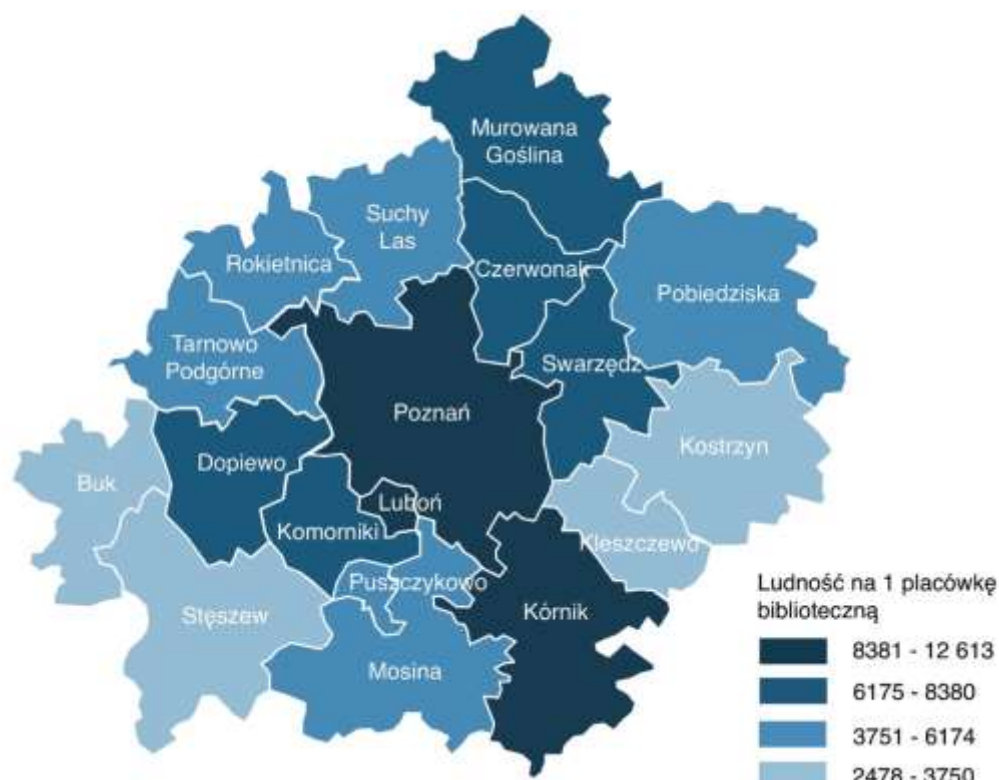 Murowana
Goślina
Suchy
Las
Rokietnica
Czerwonak
Pobiedziska
Tarnowo
Podgórne
Swarzędz
Poznań
Kostrzyn
Dopiewo
Buk
Luboń
Komorniki
Kleszczewo
Puszczykowo
Stęszew
Kórnik
Mosina
Ludność na 1 placówkę
biblioteczną
8381 - 12 613
6175 - 8380
3751 - 6174
2478 - 3750